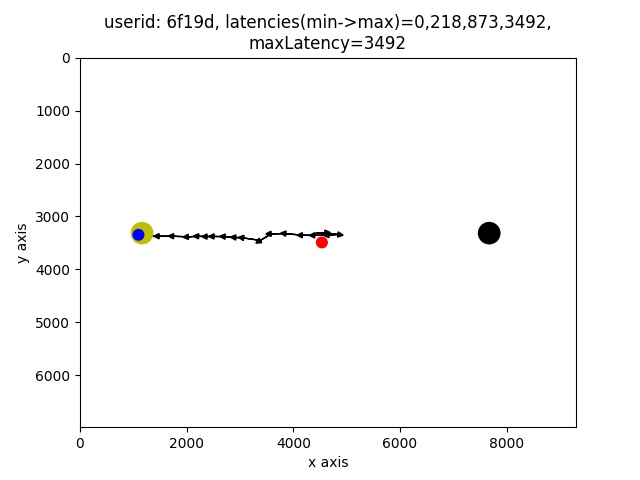 userid: 6f19d, latencies(min->max)=0,218,873,3492,
maxLatency=3492
0
1000
2000
3000
4000
5000
6000
y axis
0 2000 4000 6000 8000
x axis